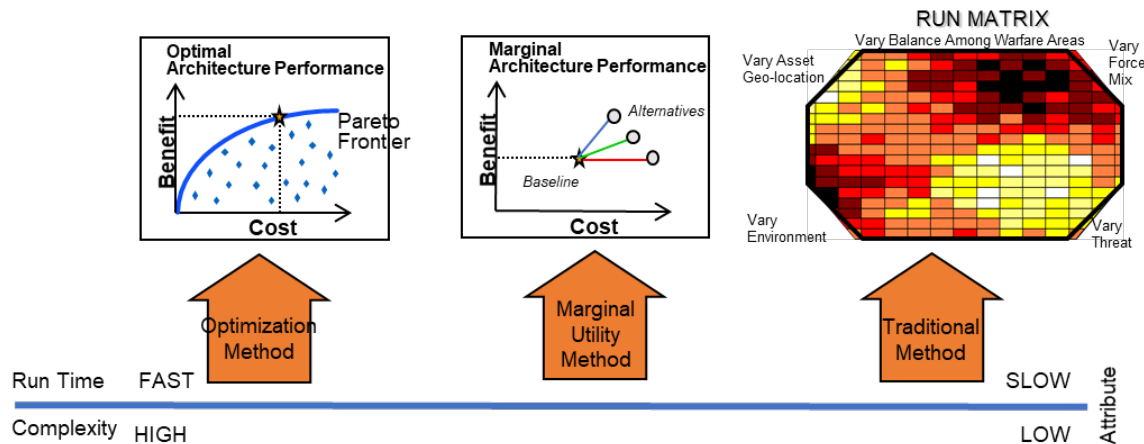 Optimal
Architecture Performance
Benefit
Pareto
Frontier
Cost
Marginal
Architecture Performance
Benefit
Alternatives
Baseline
Cost
RUN MATRIX
Vary Balance Among Warfare Areas
Vary Asset
Geo-location
Vary
Force
Mix
Vary
Environment
Vary
Threat
Optimization
Method
Marginal
Utility
Method
Traditional
Method
Run Time FAST SLOW
Complexity HIGH LOW
Attribute